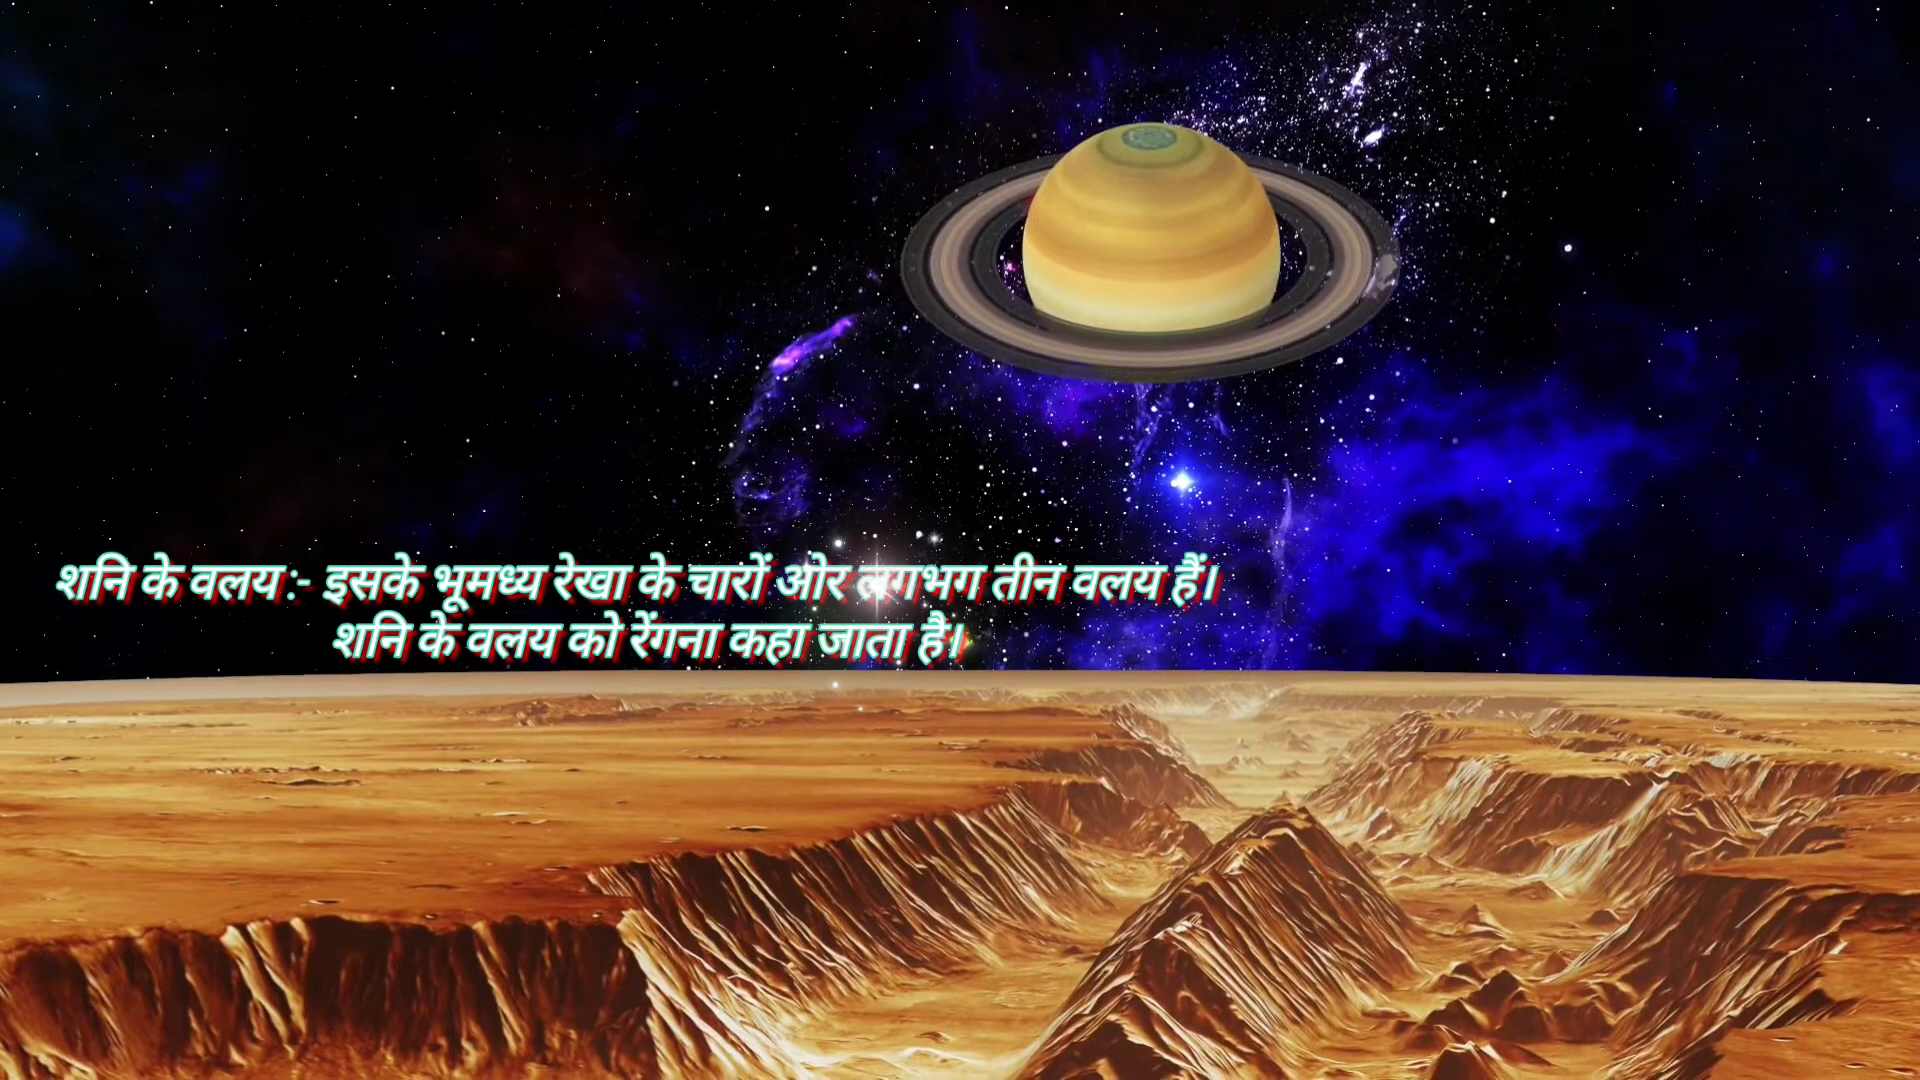 शनि के वलय :- इसके भूमध्य रेखा के चारों ओर लगभग तीन वलय हैं।
शनि के वलय को रेंगना कहा जाता है।